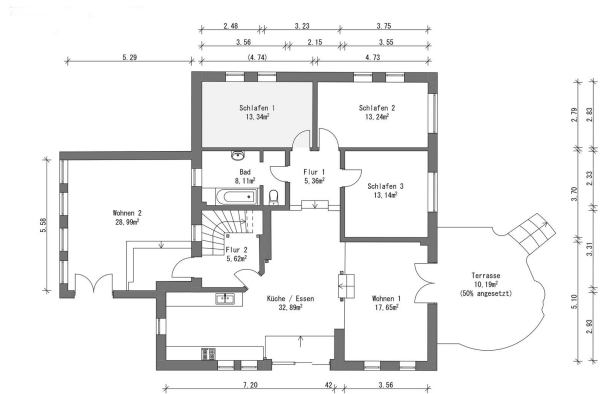 2.48 3.23 3.75
3.56 2.15 3.55
5.29 (4.74) 4.73
Schlafen 1
13,34m²
Schlafen 2
13,24m²
2.79
2.83
Bad
8,11m²
Flur 1
5,36m²
Schlafen 3
13,14m²
2.33
3.70
Wohnen 2
28,99m²
5.58
Flur 2
5,62m²
3.31
Terrasse
10,19m²
(50% angesetzt)
Küche / Essen
32,89m²
Wohnen 1
17,65m²
5.10
2.93
7.20 42 3.56